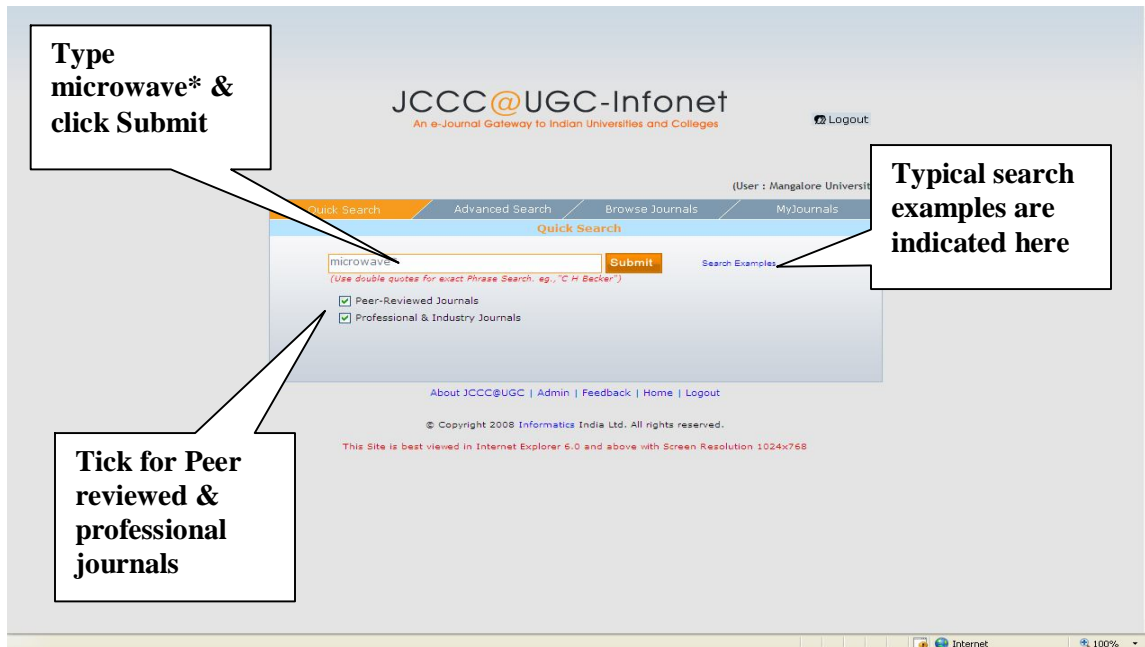 Type
microwave* &
click Submit
JCCC@UGC-Infonet
An e-Journal Gateway to Indian Universities and Colleges
Logout
(User : Mangalore Universit
Typical search
examples are
indicated here
Quick Search
Advanced Search
Browse Journals
MyJournals
Quick Search
microwave
Submit
Search Examples
(Use double quotes for exact Phrase Search. eg.,"C H Becker")
Peer-Reviewed Journals
Professional & Industry Journals
About JCCC@UGC | Admin | Feedback | Home | Logout
© Copyright 2008 Informatics India Ltd. All rights reserved.
This Site is best viewed in Internet Explorer 6.0 and above with Screen Resolution 1024x768
Tick for Peer
reviewed &
professional
journals
Internet
100%